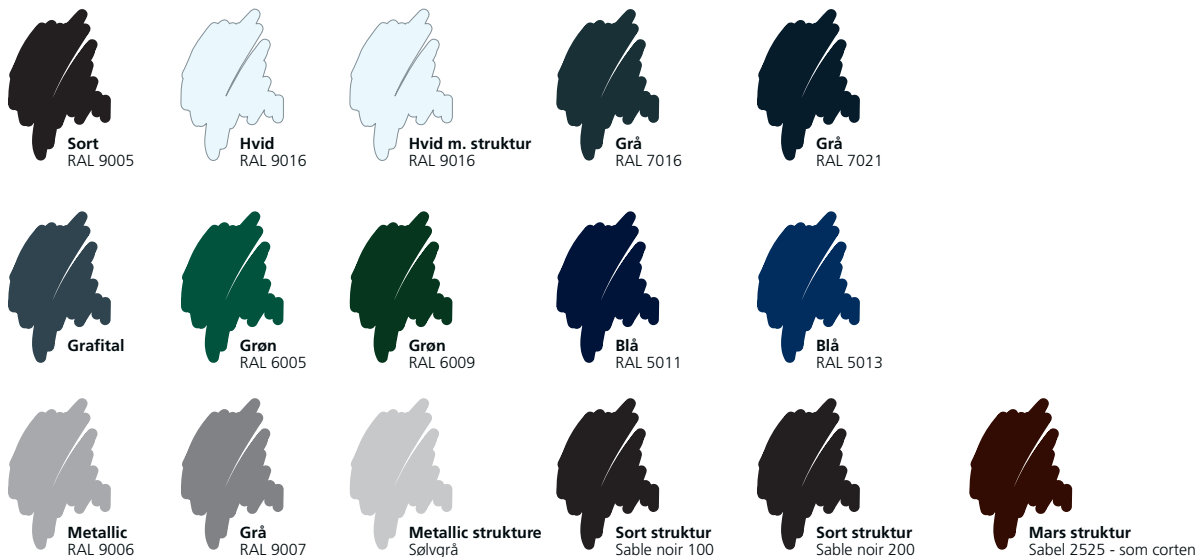 Sort
RAL 9005
Hvid
RAL 9016
Hvid m. struktur
RAL 9016
Grå
RAL 7016
Grå
RAL 7021
Grafital
Grøn
RAL 6005
Grøn
RAL 6009
Blå
RAL 5011
Blå
RAL 5013
Metallic
RAL 9006
Grå
RAL 9007
Metallic strukture
Sølvgrå
Sort struktur
Sable noir 100
Sort struktur
Sable noir 200
Mars struktur
Sabel 2525 - som corten